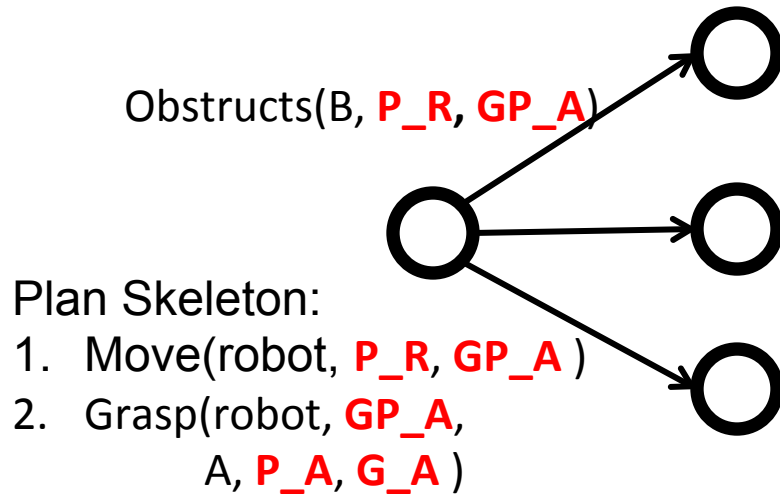 Obstructs(B, P_R, GP_A)
Plan Skeleton:
1. Move(robot, P_R, GP_A )
2. Grasp(robot, GP_A,
A, P_A, G_A )